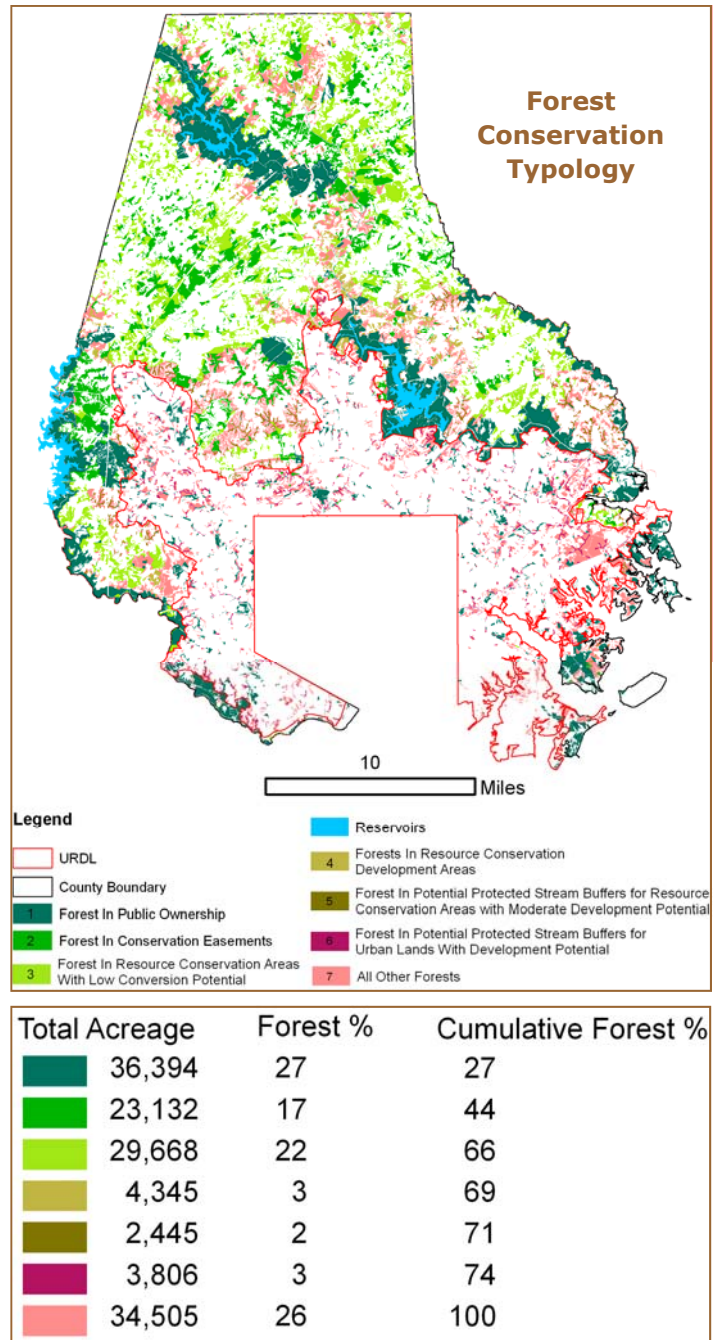 Forest
Conservation
Typology
10
Miles
Legend
URDL
County Boundary
1 Forest In Public Ownership
2 Forest In Conservation Easements
3 Forest In Resource Conservation Areas
With Low Conversion Potential
Reservoirs
4 Forests In Resource Conservation
Development Areas
5 Forest In Potential Protected Stream Buffers for Resource
Conservation Areas with Moderate Development Potential
6 Forest In Potential Protected Stream Buffers for
Urban Lands With Development Potential
7 All Other Forests
Total Acreage Forest % Cumulative Forest %
36,394 27 27
23,132 17 44
29,668 22 66
4,345 3 69
2,445 2 71
3,806 3 74
34,505 26 100